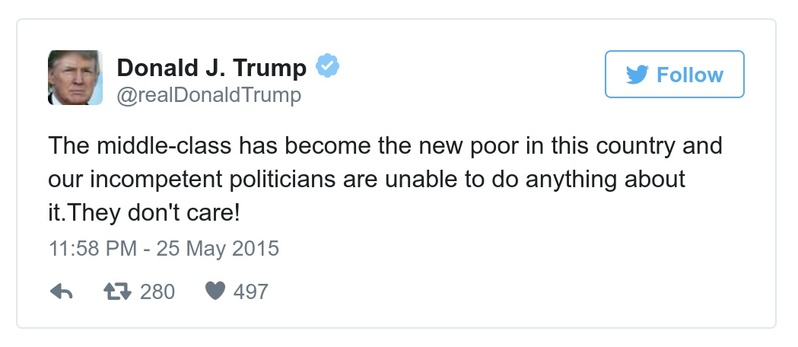 Donald J. Trump
@realDonaldTrump
Follow
The middle-class has become the new poor in this country and
our incompetent politicians are unable to do anything about
it.They don't care!
11:58 PM - 25 May 2015
280 497